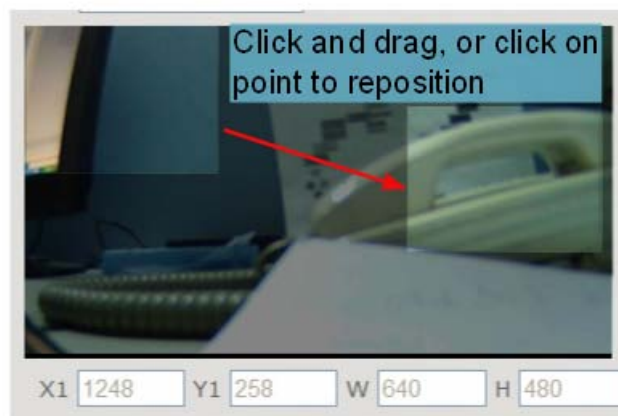 Click and drag, or click on
point to reposition
X1 1248 Y1 258 W 640 H 480